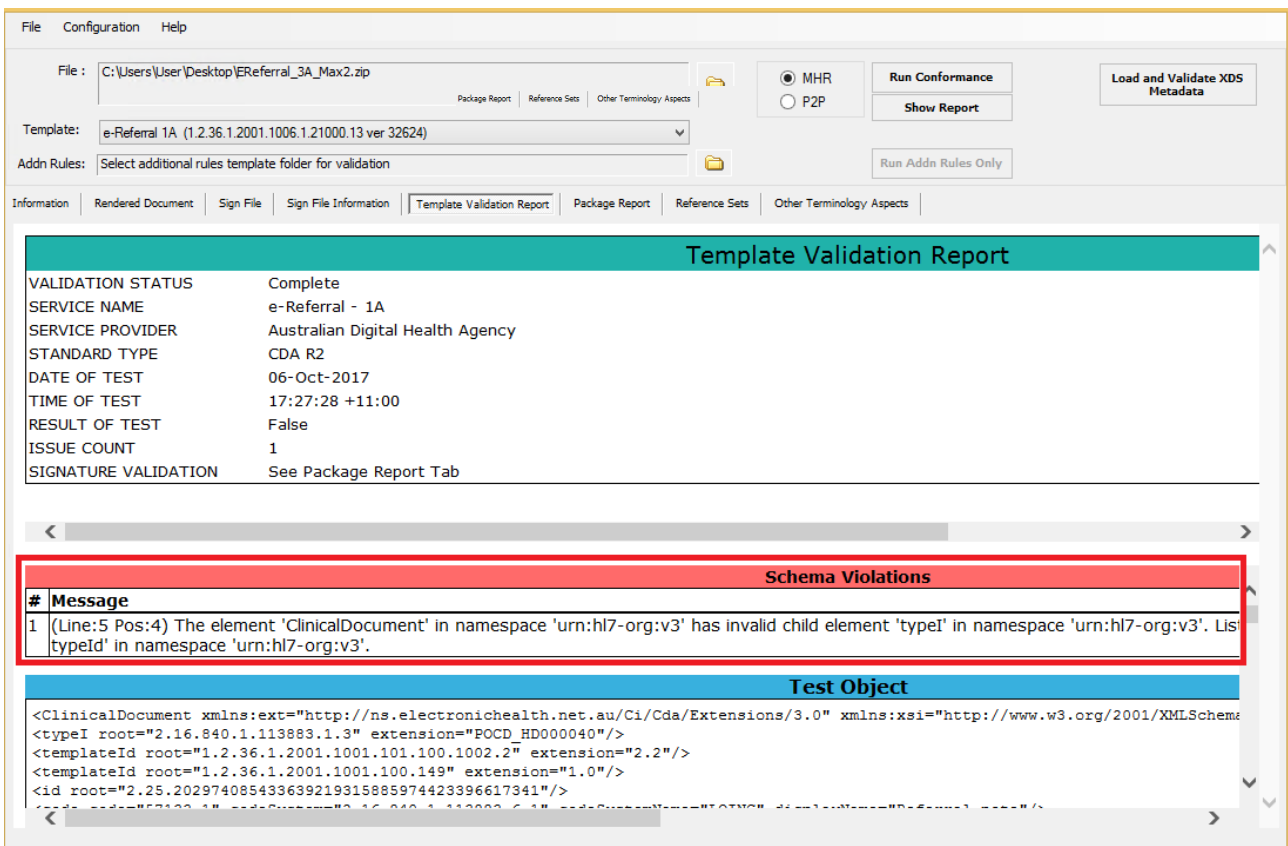 File Configuration Help
File : C:\Users\User\Desktop\EReferral_3A_Max2.zip
MHR
Run Conformance
Load and Validate XDS Metadata
Package Report Reference Sets Other Terminology Aspects
P2P
Show Report
Template: e-Referral 1A (1.2.36.1.2001.1006.1.21000.13 ver 32624)
Addn Rules: Select additional rules template folder for validation
Run Addn Rules Only
Information Rendered Document Sign File Sign File Information Template Validation Report Package Report Reference Sets Other Terminology Aspects
Template Validation Report
VALIDATION STATUS Complete
SERVICE NAME e-Referral - 1A
SERVICE PROVIDER Australian Digital Health Agency
STANDARD TYPE CDA R2
DATE OF TEST 06-Oct-2017
TIME OF TEST 17:27:28 +11:00
RESULT OF TEST False
ISSUE COUNT 1
SIGNATURE VALIDATION See Package Report Tab
Schema Violations
# Message
1 (Line:5 Pos:4) The element 'ClinicalDocument' in namespace 'urn:hl7-org:v3' has invalid child element 'typeI' in namespace 'urn:hl7-org:v3'. List
typeId' in namespace 'urn:hl7-org:v3'.
Test Object
<ClinicalDocument xmlns:ext="http://ns.electronichealth.net.au/Ci/Cda/Extensions/3.0" xmlns:xsi="http://www.w3.org/2001/XMLSchema
<typeI root="2.16.840.1.113883.1.3" extension="POCD_HD000040"/>
<templateId root="1.2.36.1.2001.1001.101.100.1002.2" extension="2.2"/>
<templateId root="1.2.36.1.2001.1001.100.149" extension="1.0"/>
<id root="2.25.202974085433639219315885974423396617341"/>